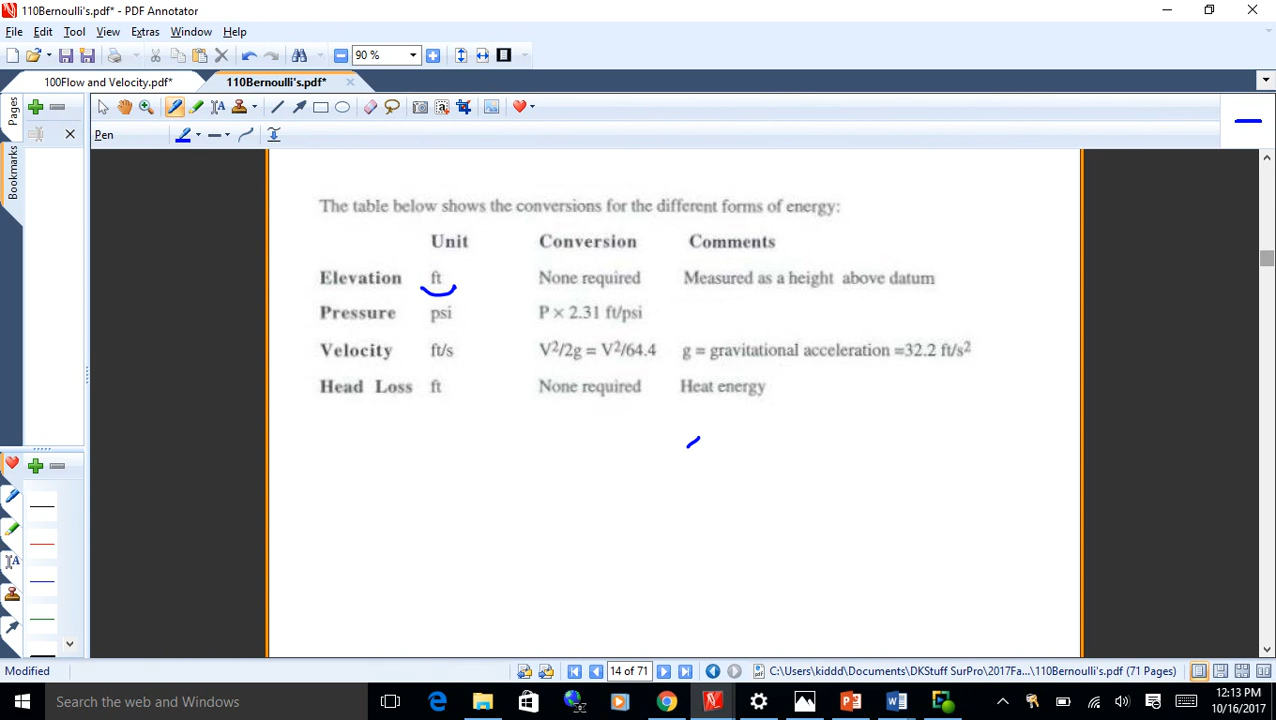 110Bernoulli's.pdf* - PDF Annotator
File Edit Tool View Extras Window Help
90 %
100Flow and Velocity.pdf* 110Bernoulli's.pdf*
Pages
Bookmarks
Pen
The table below shows the conversions for the different forms of energy:
Unit Conversion Comments
Elevation ft None required Measured as a height above datum
Pressure psi P × 2.31 ft/psi
Velocity ft/s V²/2g = V²/64.4 g = gravitational acceleration =32.2 ft/s²
Head Loss ft None required Heat energy
Modified 14 of 71 C:\Users\kiddd\Documents\DKStuff SurPro\2017Fa...\110Bernoulli's.pdf (71 Pages)
Search the web and Windows
12:13 PM
10/16/2017